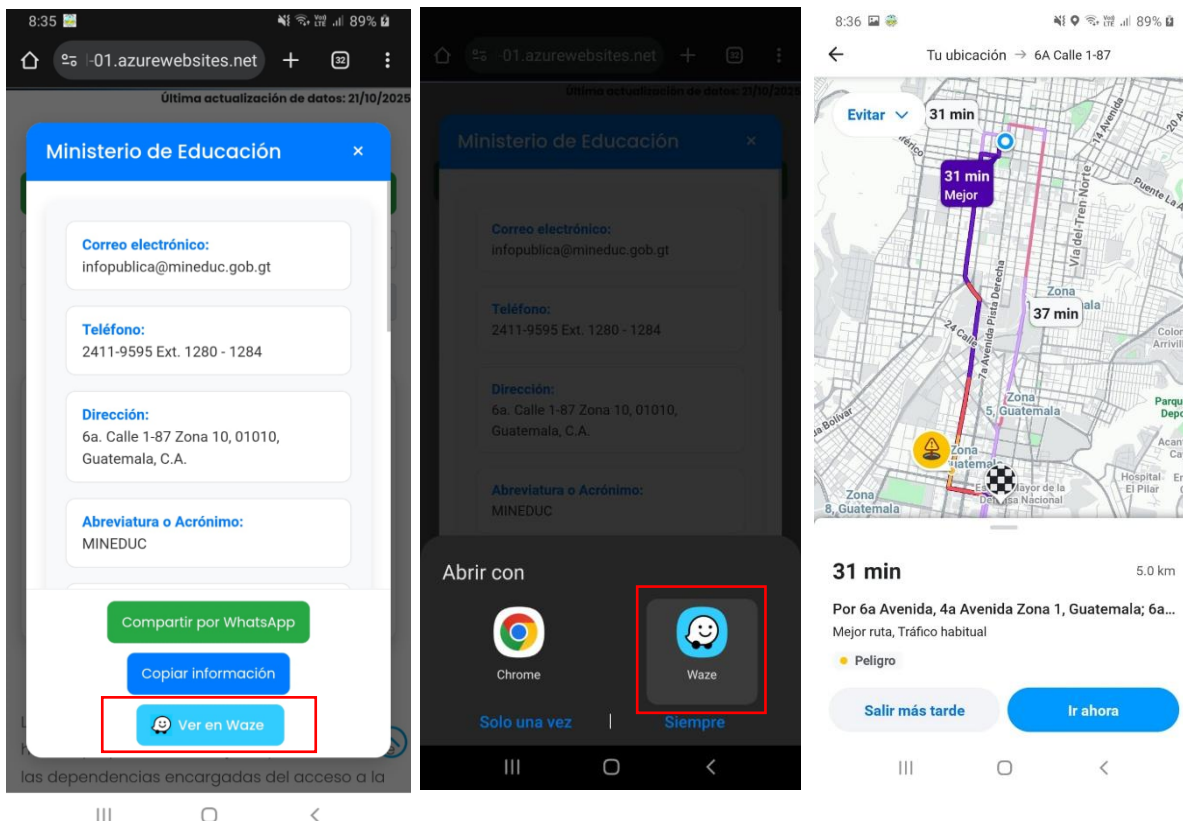 8:35
89%
-01.azurewebsites.net
32
Última actualización de datos: 21/10/2025
Ministerio de Educación
×
Correo electrónico:
infopublica@mineduc.gob.gt
Teléfono:
2411-9595 Ext. 1280 - 1284
Dirección:
6a. Calle 1-87 Zona 10, 01010,
Guatemala, C.A.
Abreviatura o Acrónimo:
MINEDUC
Compartir por WhatsApp
Copiar información
Ver en Waze
las dependencias encargadas del acceso a la
-01.azurewebsites.net
32
Última actualización de datos: 21/10/2025
Ministerio de Educación
×
Correo electrónico:
infopublica@mineduc.gob.gt
Teléfono:
2411-9595 Ext. 1280 - 1284
Dirección:
6a. Calle 1-87 Zona 10, 01010,
Guatemala, C.A.
Abreviatura o Acrónimo:
MINEDUC
Abrir con
Chrome
Waze
Solo una vez
Siempre
8:36
89%
Tu ubicación → 6A Calle 1-87
Evitar
31 min
31 min
Mejor
14 Avenida
Puente La
Vía del Tren Norte
7a Avenida Pista Derecha
24 Calle
Zona
37 min
Zona
5, Guatemala
Zona
Zona
8, Guatemala
Hospital
El Pilar
31 min
5.0 km
Por 6a Avenida, 4a Avenida Zona 1, Guatemala; 6a...
Mejor ruta, Tráfico habitual
Peligro
Salir más tarde
Ir ahora